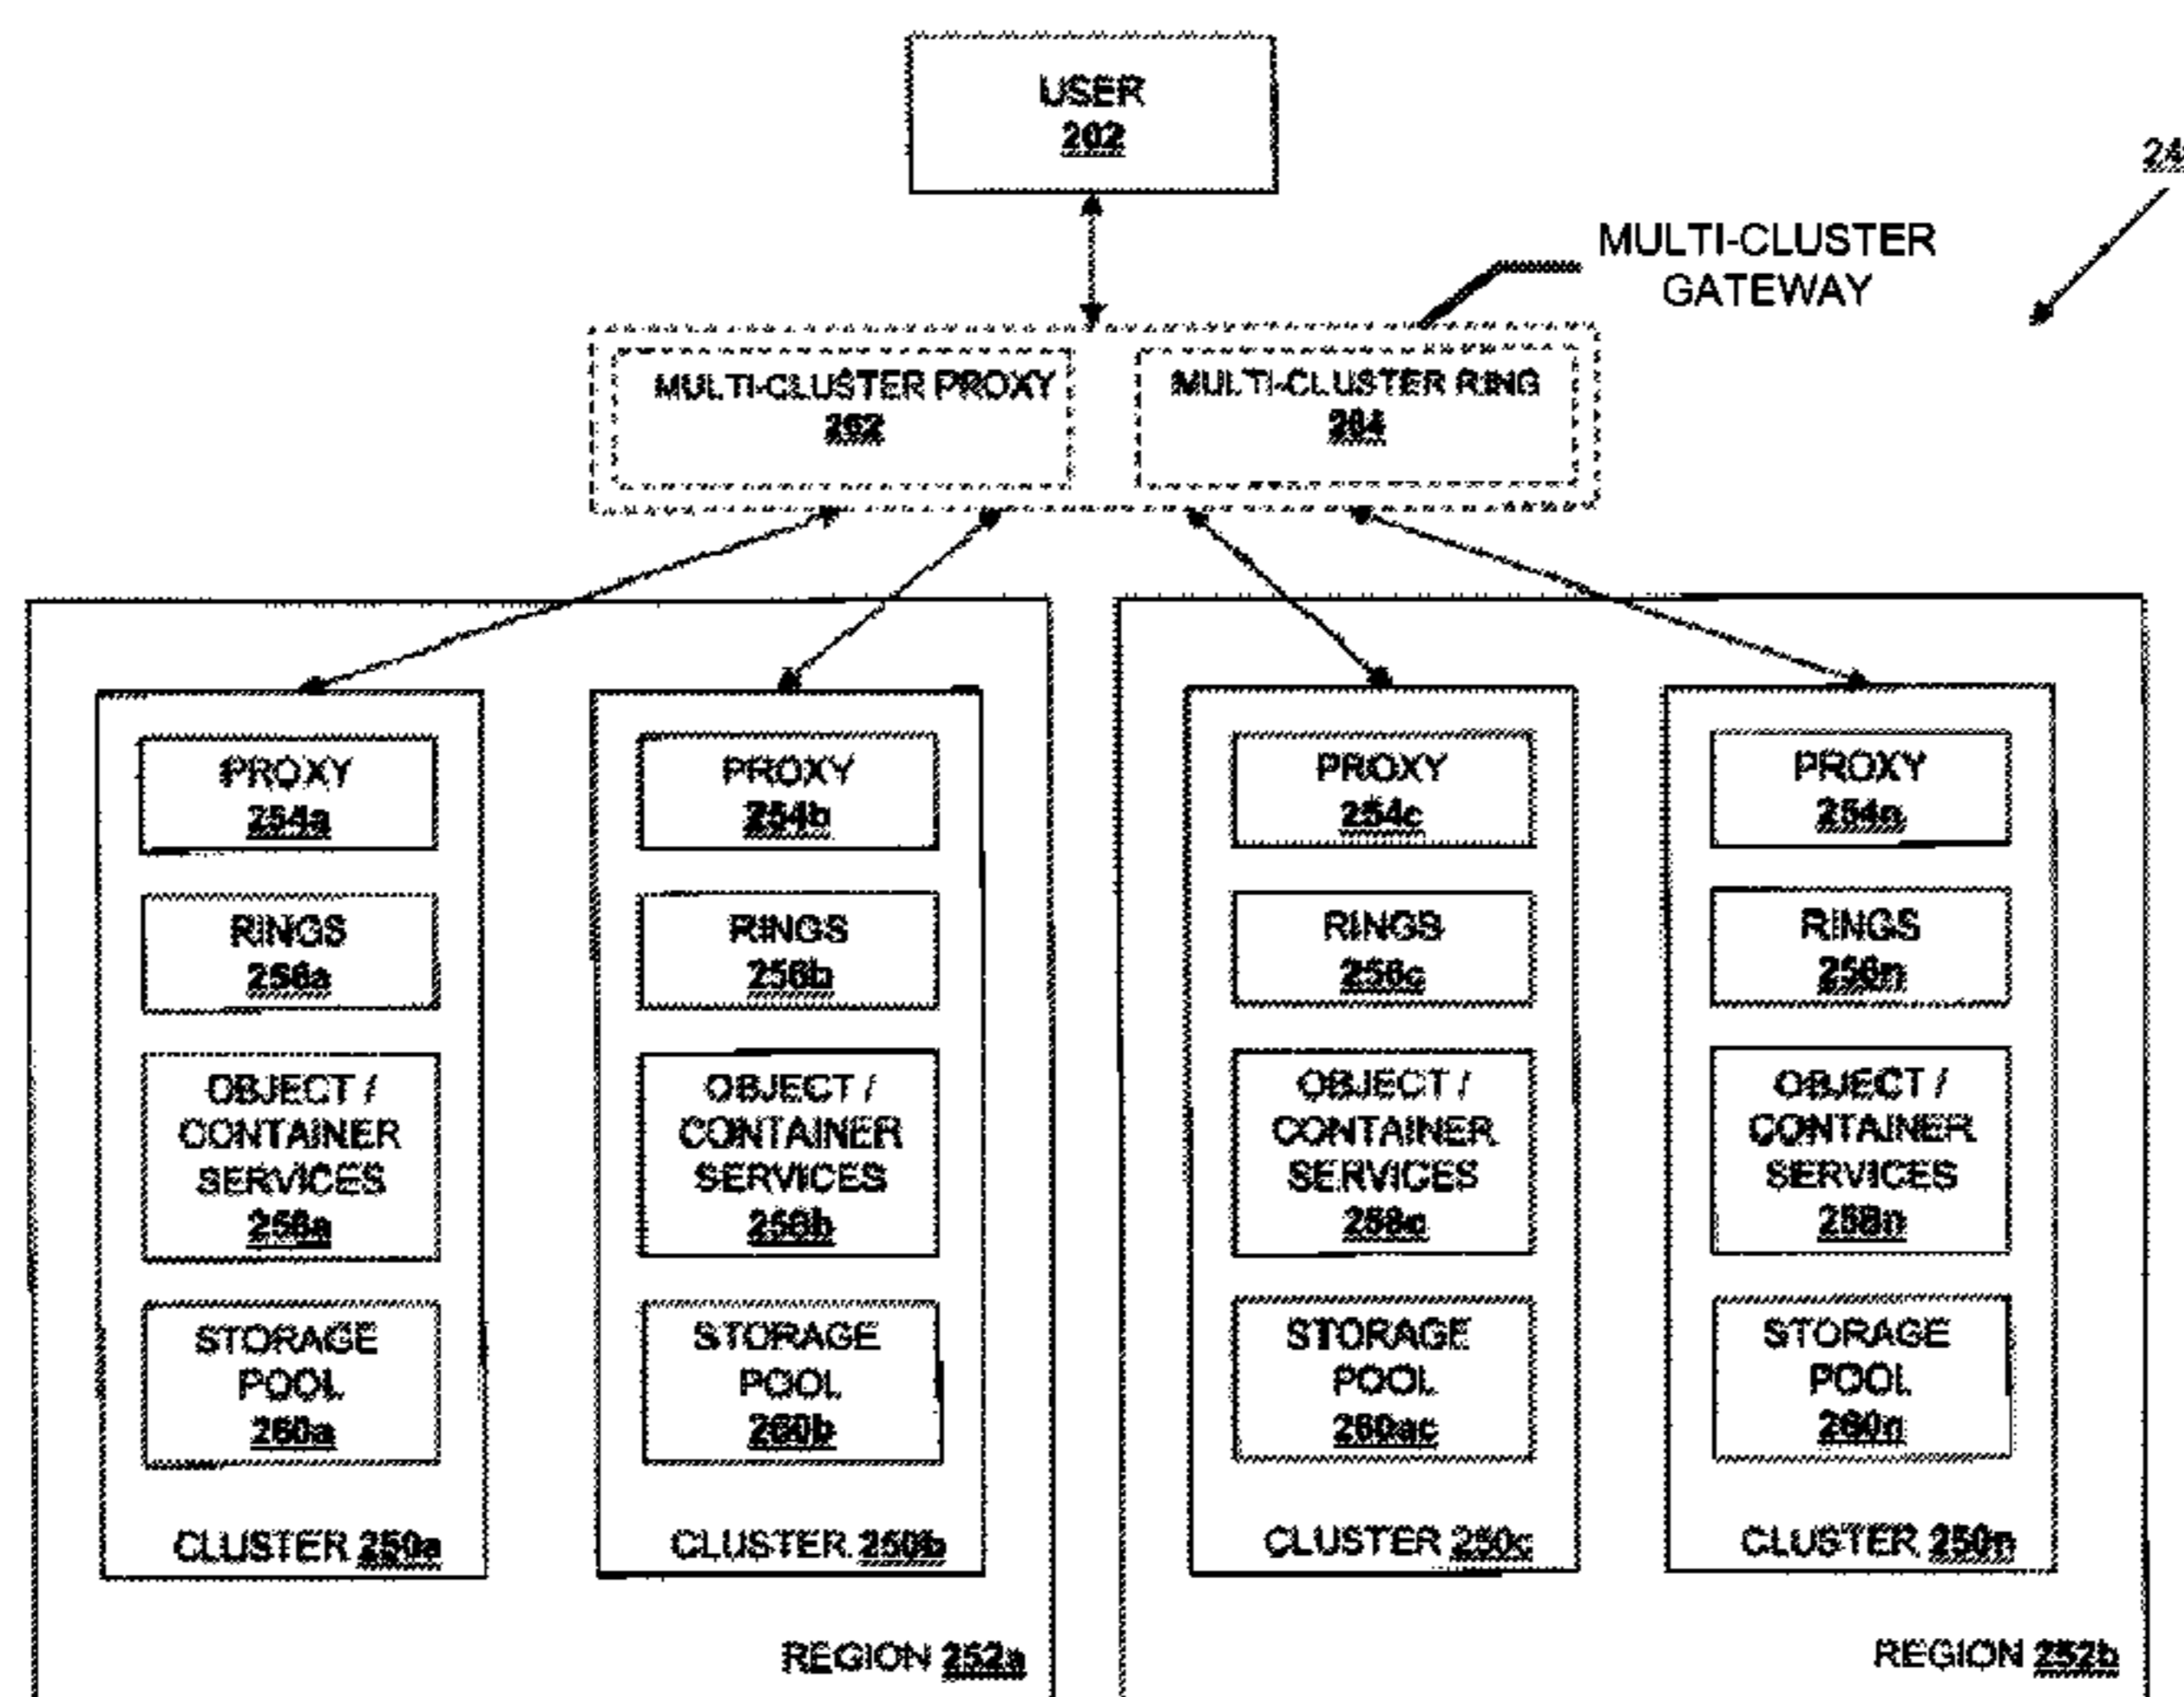 USER
202
24
MULTI-CLUSTER
GATEWAY
MULTI-CLUSTER PROXY
262
MULTI-CLUSTER RING
264
PROXY
254a
RINGS
256a
OBJECT /
CONTAINER
SERVICES
258a
STORAGE
POOL
260a
CLUSTER 250a
PROXY
254b
RINGS
256b
OBJECT /
CONTAINER
SERVICES
258b
STORAGE
POOL
260b
CLUSTER 250b
REGION 252a
PROXY
254c
RINGS
256c
OBJECT /
CONTAINER
SERVICES
258c
STORAGE
POOL
260ac
CLUSTER 250c
PROXY
254n
RINGS
256n
OBJECT /
CONTAINER
SERVICES
258n
STORAGE
POOL
260n
CLUSTER 250n
REGION 252b